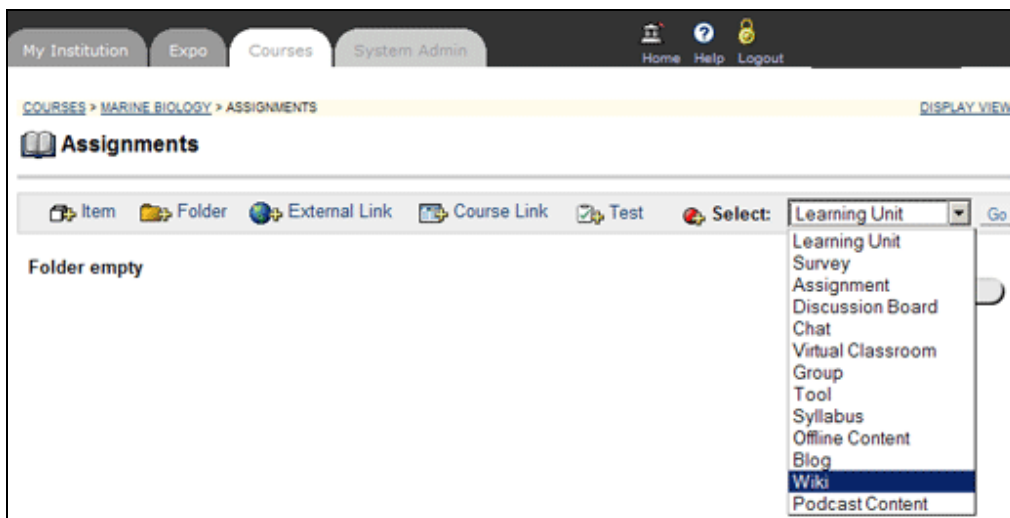 My Institution Expo Courses System Admin Home Help Logout
COURSES > MARINE BIOLOGY > ASSIGNMENTS DISPLAY VIEW
Assignments
Item Folder External Link Course Link Test Select: Learning Unit Go
Folder empty
Learning Unit
Survey
Assignment
Discussion Board
Chat
Virtual Classroom
Group
Tool
Syllabus
Offline Content
Blog
Wiki
Podcast Content